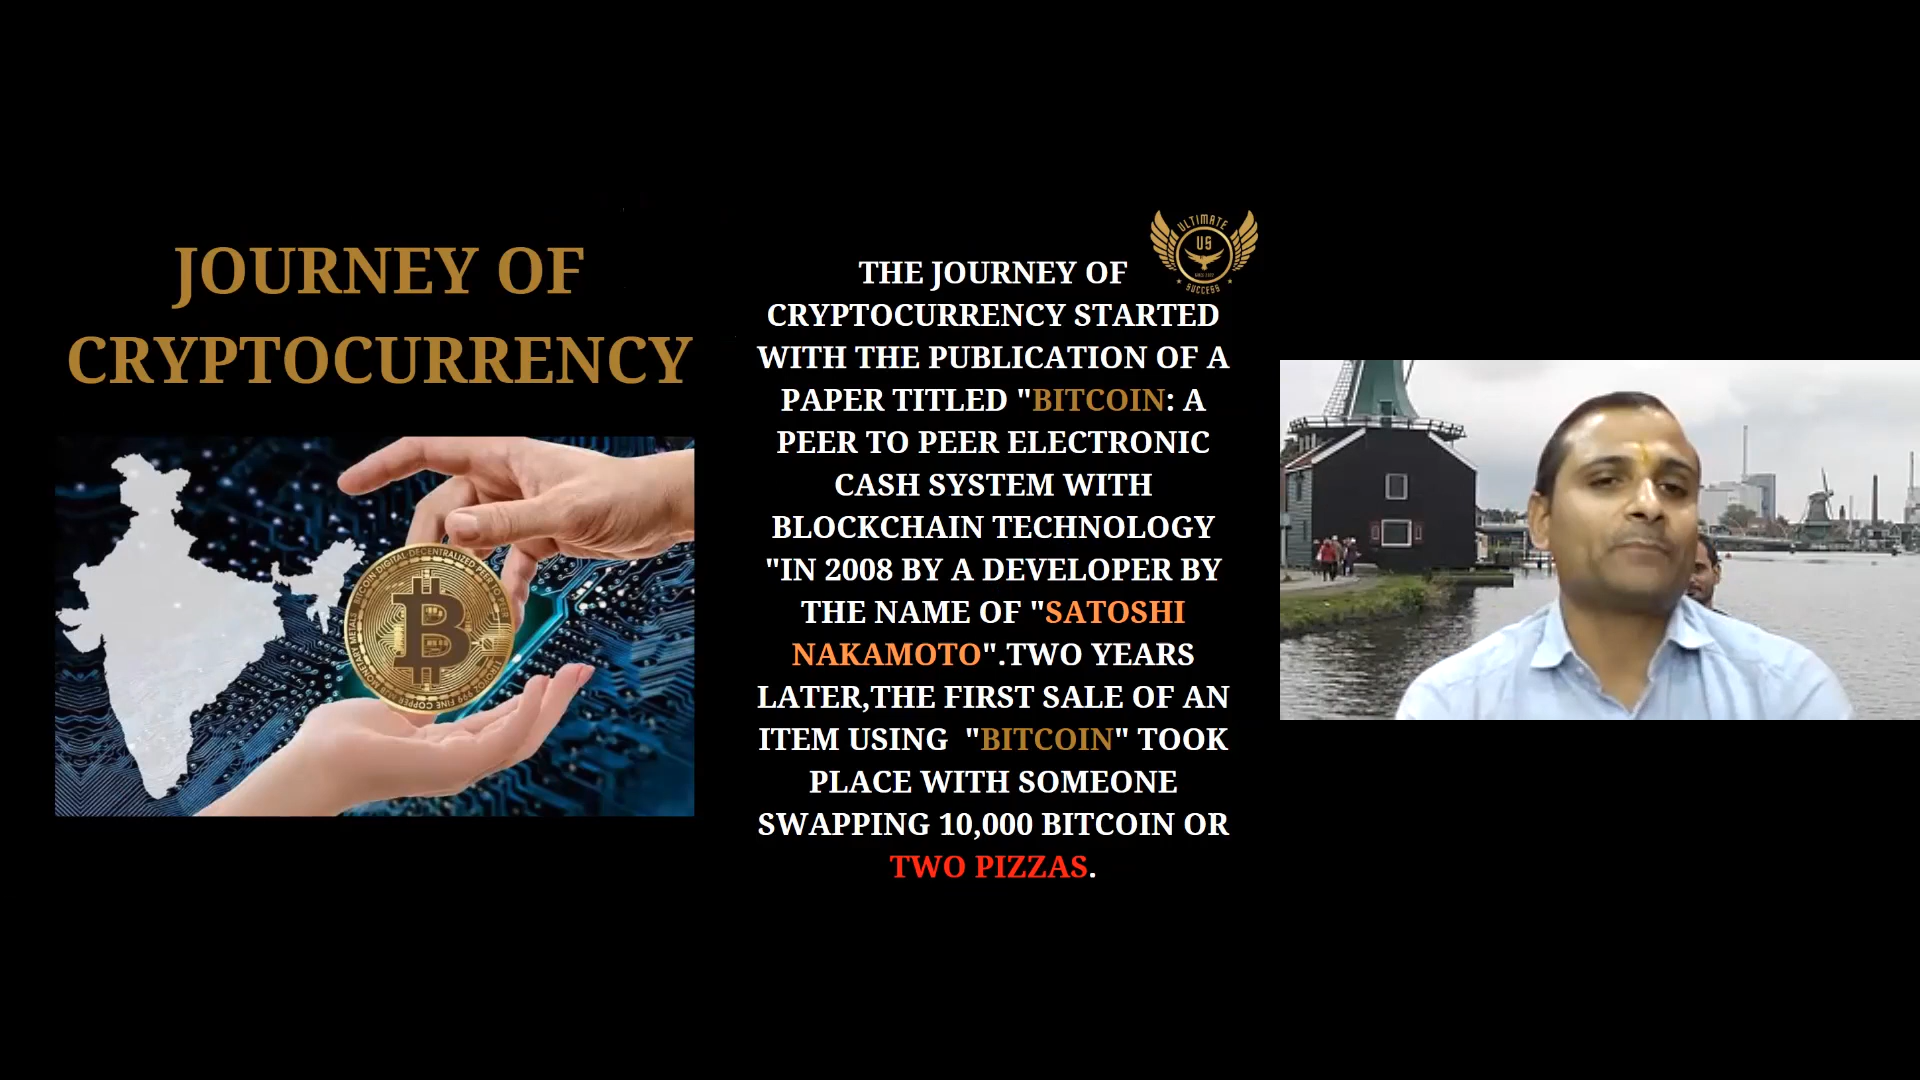 JOURNEY OF
CRYPTOCURRENCY
ULTIMATE
US
SUCCESS
THE JOURNEY OF
CRYPTOCURRENCY STARTED
WITH THE PUBLICATION OF A
PAPER TITLED "BITCOIN: A
PEER TO PEER ELECTRONIC
CASH SYSTEM WITH
BLOCKCHAIN TECHNOLOGY
"IN 2008 BY A DEVELOPER BY
THE NAME OF "SATOSHI
NAKAMOTO".TWO YEARS
LATER,THE FIRST SALE OF AN
ITEM USING  "BITCOIN" TOOK
PLACE WITH SOMEONE
SWAPPING 10,000 BITCOIN OR
TWO PIZZAS.